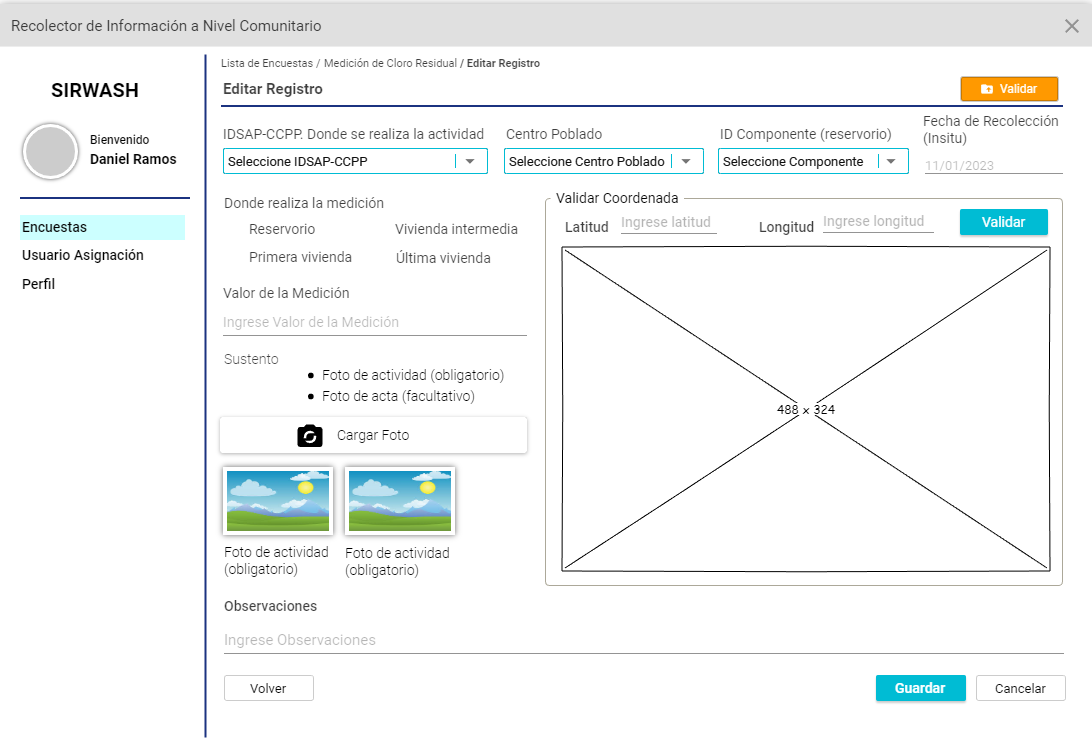 Recolector de Información a Nivel Comunitario
SIRWASH
Bienvenido
Daniel Ramos
Encuestas
Usuario Asignación
Perfil
Lista de Encuestas / Medición de Cloro Residual / Editar Registro
Editar Registro
Validar
IDSAP-CCPP. Donde se realiza la actividad
Seleccione IDSAP-CCPP
Centro Poblado
Seleccione Centro Poblado
ID Componente (reservorio)
Seleccione Componente
Fecha de Recolección
(Insitu)
11/01/2023
Donde realiza la medición
Reservorio
Vivienda intermedia
Primera vivienda
Última vivienda
Valor de la Medición
Ingrese Valor de la Medición
Sustento
• Foto de actividad (obligatorio)
• Foto de acta (facultativo)
Cargar Foto
Foto de actividad
(obligatorio)
Foto de actividad
(obligatorio)
Validar Coordenada
Latitud
Ingrese latitud
Longitud
Ingrese longitud
Validar
488 x 324
Observaciones
Ingrese Observaciones
Volver
Guardar
Cancelar